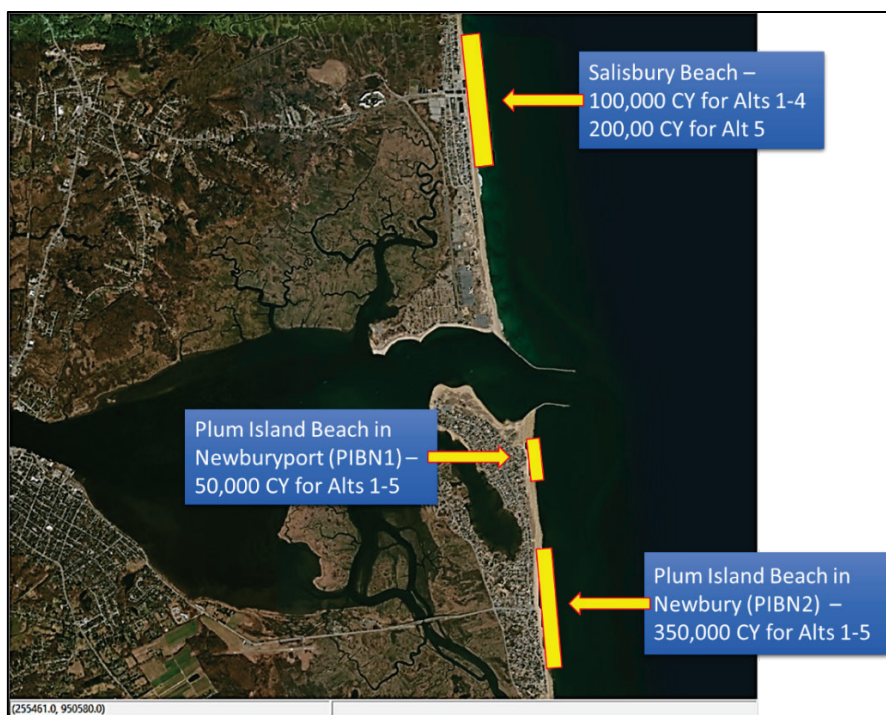 Salisbury Beach –
100,000 CY for Alts 1-4
200,00 CY for Alt 5
Plum Island Beach in
Newburyport (PIBN1) –
50,000 CY for Alts 1-5
Plum Island Beach in
Newbury (PIBN2) –
350,000 CY for Alts 1-5
(255461.0, 950580.0)